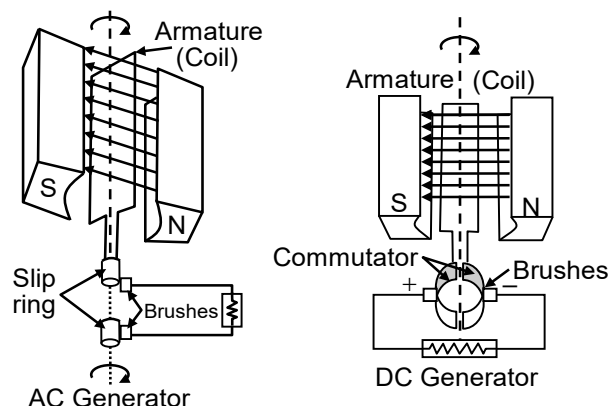 Armature
(Coil)
S
N
Slip
ring
Brushes
AC Generator
Armature (Coil)
S
N
Commutator
Brushes
+ −
DC Generator